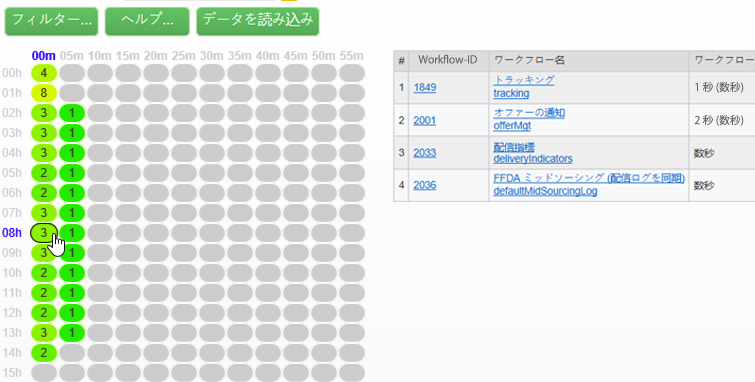 フィルター... ヘルプ... データを読み込み
00m 05m 10m 15m 20m 25m 30m 35m 40m 45m 50m 55m
00h 4
01h 8
02h 3 1
03h 3 1
04h 3 1
05h 2 1
06h 2 1
07h 3 1
08h 3 1
09h 3 1
10h 2 1
11h 2 1
12h 2 1
13h 3 1
14h 2
15h
# Workflow-ID ワークフロー名 ワークフロー
1 1849 トラッキング 1 秒 (数秒)
tracking
2 2001 オファーの通知 2 秒 (数秒)
offerMgt
3 2033 配信指標 数秒
deliveryIndicators
4 2036 FFDA ミッドソーシング (配信ログを同期) 数秒
defaultMidSourcingLog